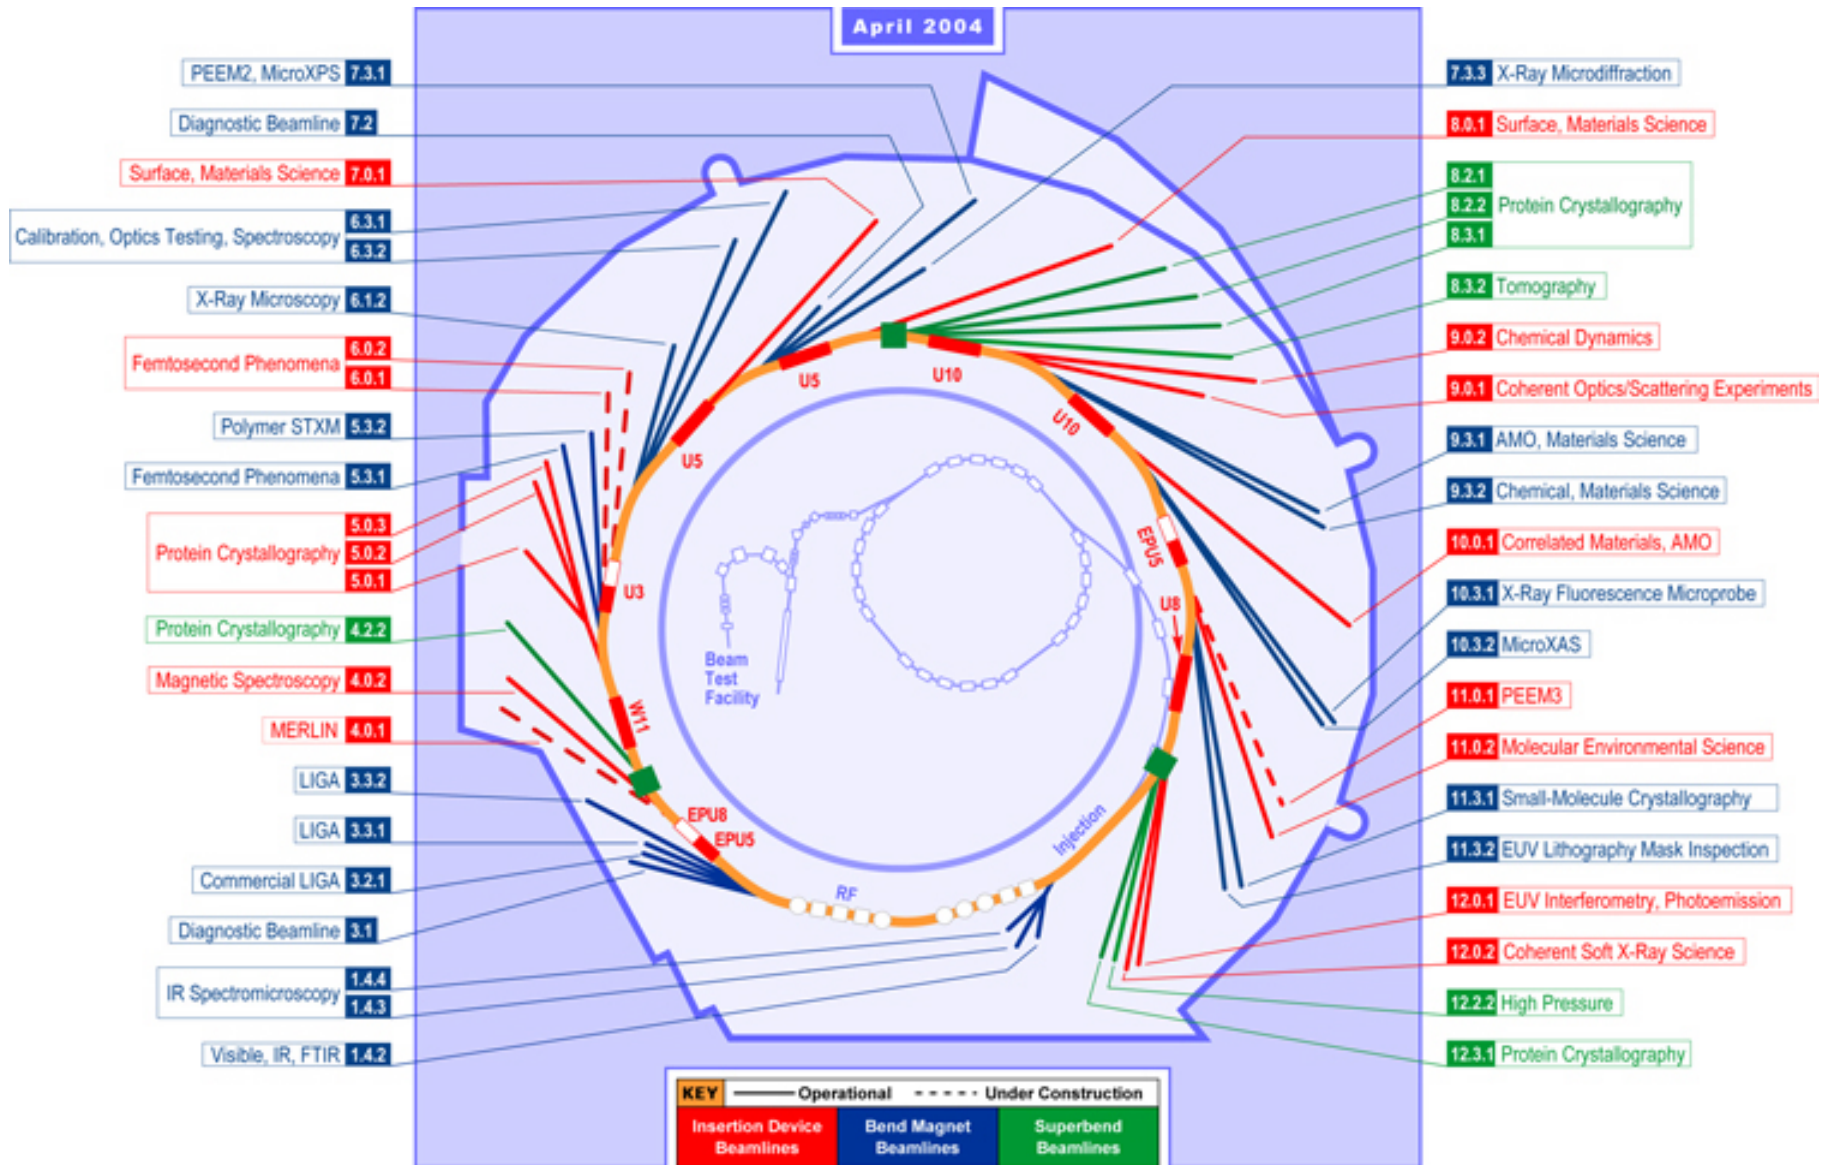 April 2004
PEEM2, MicroXPS 7.3.1
Diagnostic Beamline 7.2
Surface, Materials Science 7.0.1
6.3.1
Calibration, Optics Testing, Spectroscopy
6.3.2
X-Ray Microscopy 6.1.2
6.0.2
Femtosecond Phenomena
6.0.1
Polymer STXM 5.3.2
Femtosecond Phenomena 5.3.1
5.0.3
Protein Crystallography 5.0.2
5.0.1
Protein Crystallography 4.2.2
Magnetic Spectroscopy 4.0.2
MERLIN 4.0.1
LIGA 3.3.2
LIGA 3.3.1
Commercial LIGA 3.2.1
Diagnostic Beamline 3.1
1.4.4
IR Spectromicroscopy
1.4.3
Visible, IR, FTIR 1.4.2
U5
U10
U5
U10
EPU5
U3
U8
W11
EPU8
EPU5
RF
Injection
Beam
Test
Facility
7.3.3 X-Ray Microdiffraction
8.0.1 Surface, Materials Science
8.2.1
8.2.2 Protein Crystallography
8.3.1
8.3.2 Tomography
9.0.2 Chemical Dynamics
9.0.1 Coherent Optics/Scattering Experiments
9.3.1 AMO, Materials Science
9.3.2 Chemical, Materials Science
10.0.1 Correlated Materials, AMO
10.3.1 X-Ray Fluorescence Microprobe
10.3.2 MicroXAS
11.0.1 PEEM3
11.0.2 Molecular Environmental Science
11.3.1 Small-Molecule Crystallography
11.3.2 EUV Lithography Mask Inspection
12.0.1 EUV Interferometry, Photoemission
12.0.2 Coherent Soft X-Ray Science
12.2.2 High Pressure
12.3.1 Protein Crystallography
KEY Operational Under Construction
Insertion Device
Beamlines
Bend Magnet
Beamlines
Superbend
Beamlines